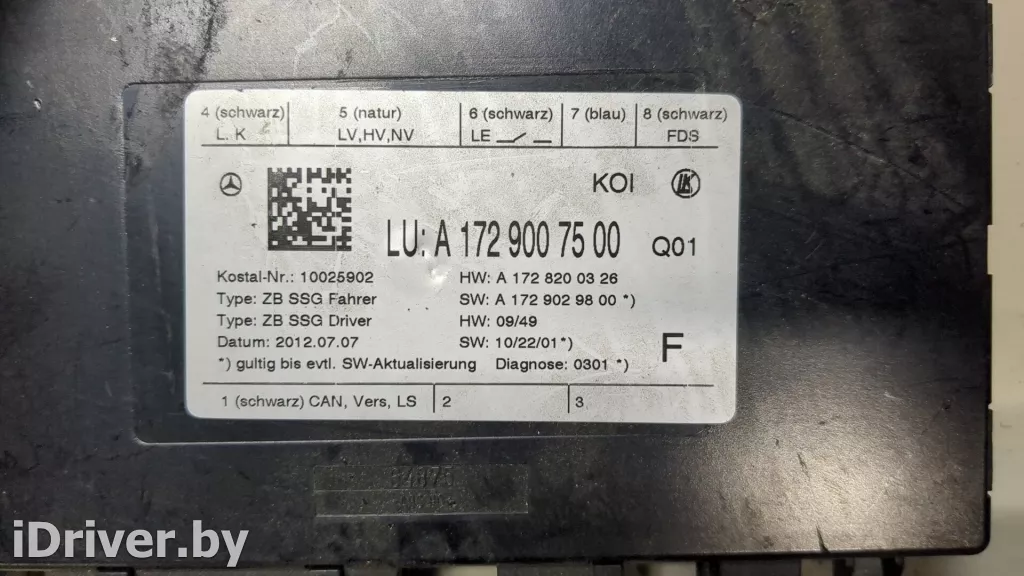 4 (schwarz) 5 (natur) 6 (schwarz) 7 (blau) 8 (schwarz)
L. K LV,HV,NV LE FDS
KOI LK
LU: A 172 900 75 00 Q01
Kostal-Nr.: 10025902 HW: A 172 820 03 26
Type: ZB SSG Fahrer SW: A 172 902 98 00 *)
Type: ZB SSG Driver HW: 09/49
Datum: 2012.07.07 SW: 10/22/01*)
F
*) gultig bis evtl. SW-Aktualisierung Diagnose: 0301 *)
1 (schwarz) CAN, Vers, LS 2 3
iDriver.by